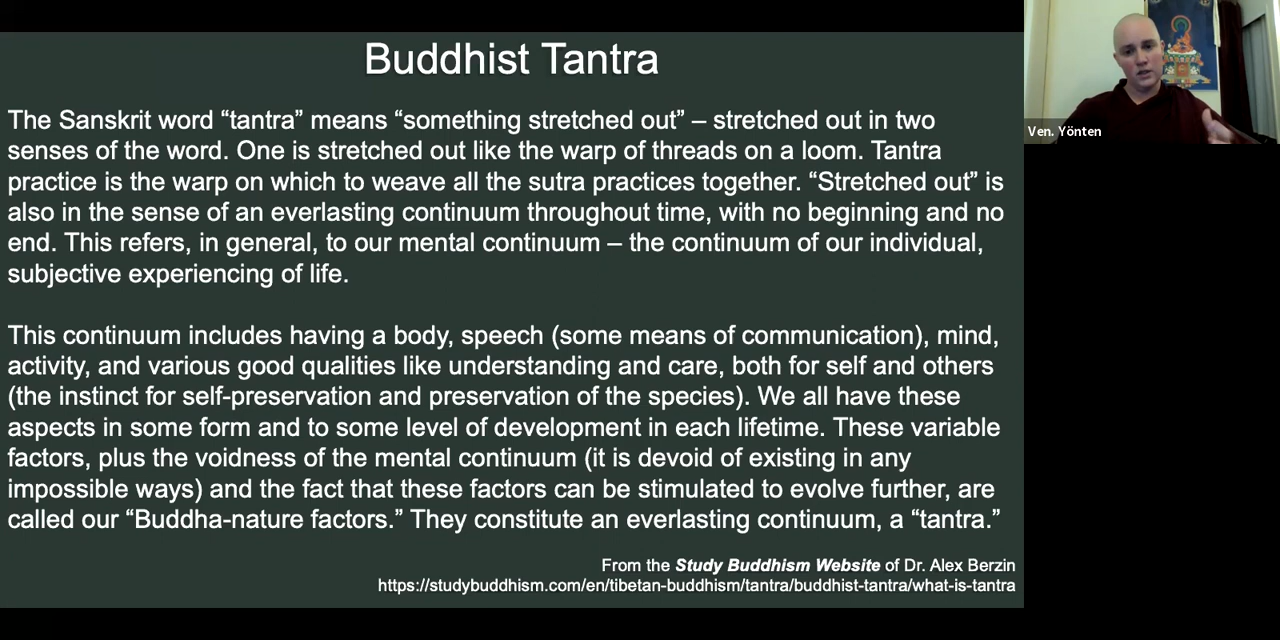 Buddhist Tantra
The Sanskrit word “tantra” means “something stretched out” – stretched out in two
senses of the word. One is stretched out like the warp of threads on a loom. Tantra
practice is the warp on which to weave all the sutra practices together. “Stretched out” is
also in the sense of an everlasting continuum throughout time, with no beginning and no
end. This refers, in general, to our mental continuum – the continuum of our individual,
subjective experiencing of life.
This continuum includes having a body, speech (some means of communication), mind,
activity, and various good qualities like understanding and care, both for self and others
(the instinct for self-preservation and preservation of the species). We all have these
aspects in some form and to some level of development in each lifetime. These variable
factors, plus the voidness of the mental continuum (it is devoid of existing in any
impossible ways) and the fact that these factors can be stimulated to evolve further, are
called our “Buddha-nature factors.” They constitute an everlasting continuum, a “tantra.”
From the Study Buddhism Website of Dr. Alex Berzin
https://studybuddhism.com/en/tibetan-buddhism/tantra/buddhist-tantra/what-is-tantra
Ven. Yönten